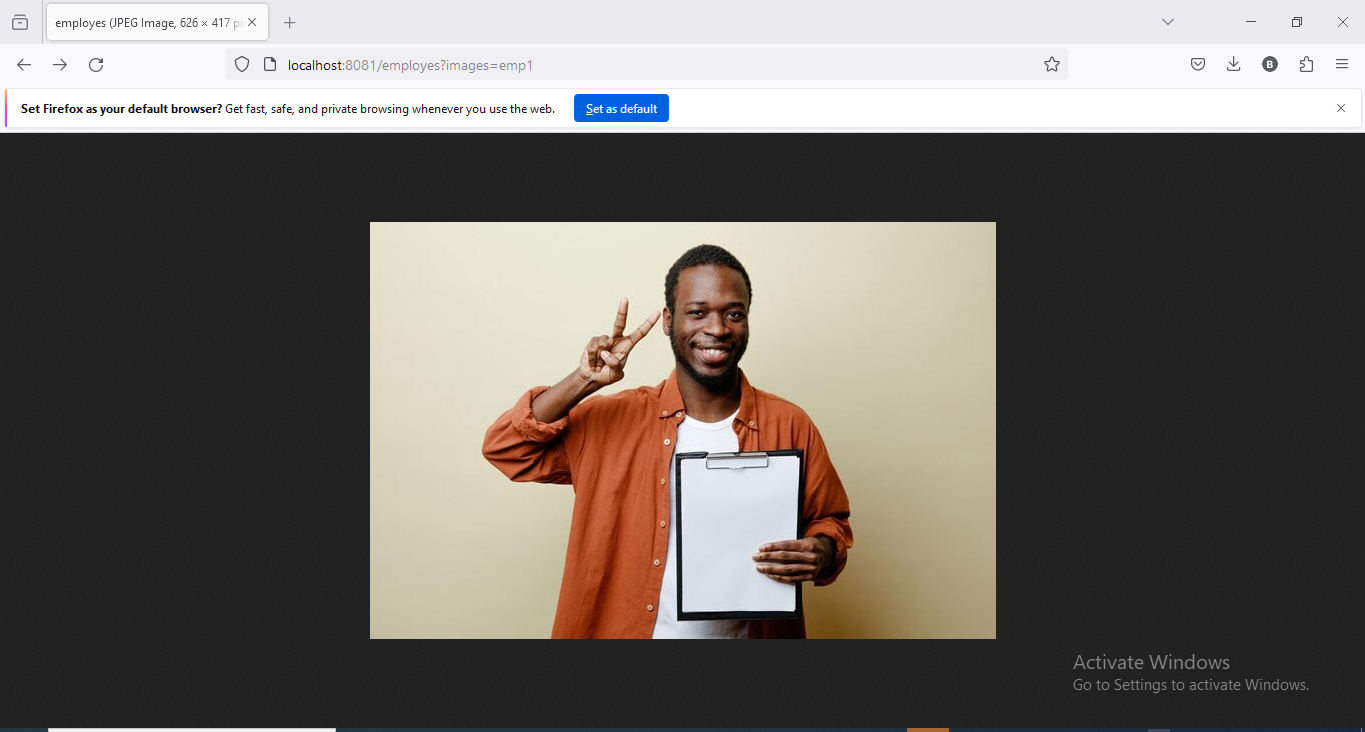 employes (JPEG Image, 626 × 417 pi
localhost:8081/employes?images=emp1
B
Set Firefox as your default browser? Get fast, safe, and private browsing whenever you use the web.
Set as default
Activate Windows
Go to Settings to activate Windows.